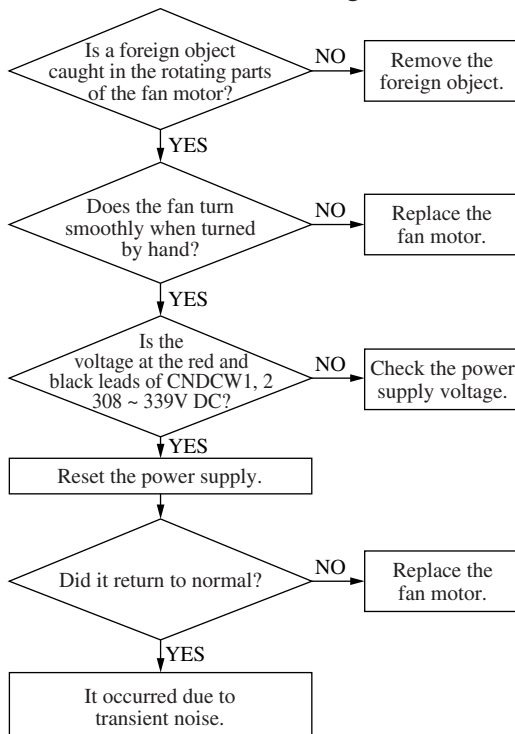 Is a foreign object
caught in the rotating parts
of the fan motor?
NO
Remove the
foreign object.
YES
Does the fan turn
smoothly when turned
by hand?
NO
Replace the
fan motor.
YES
Is the
voltage at the red and
black leads of CNDCW1, 2
308 ~ 339V DC?
NO
Check the power
supply voltage.
YES
Reset the power supply.
Did it return to normal?
NO
Replace the
fan motor.
YES
It occurred due to
transient noise.